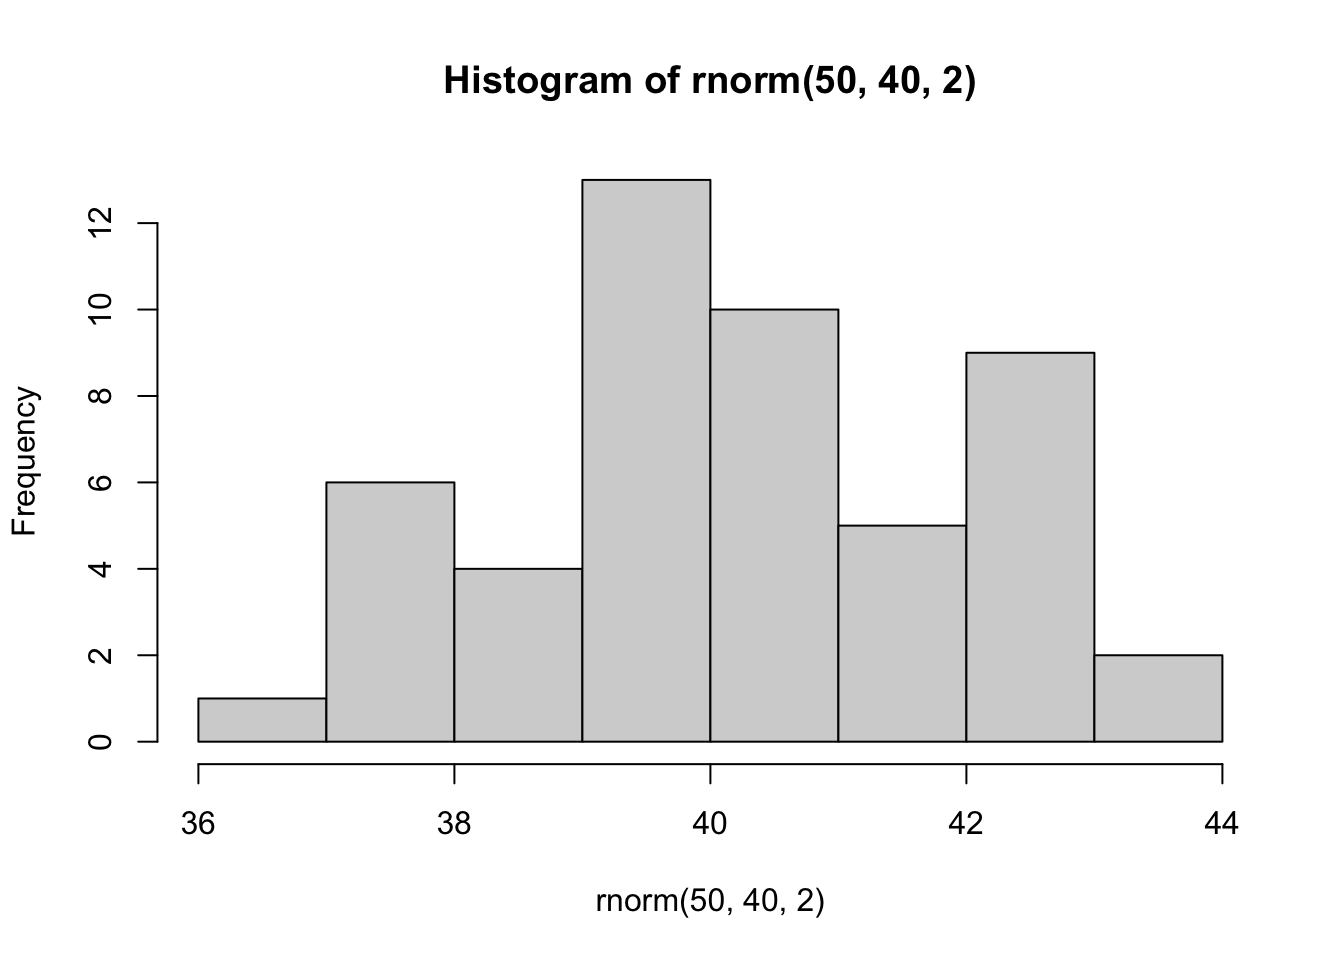 Histogram of rnorm(50, 40, 2)
Frequency
12
10
8
6
4
2
0
36 38 40 42 44
rnorm(50, 40, 2)